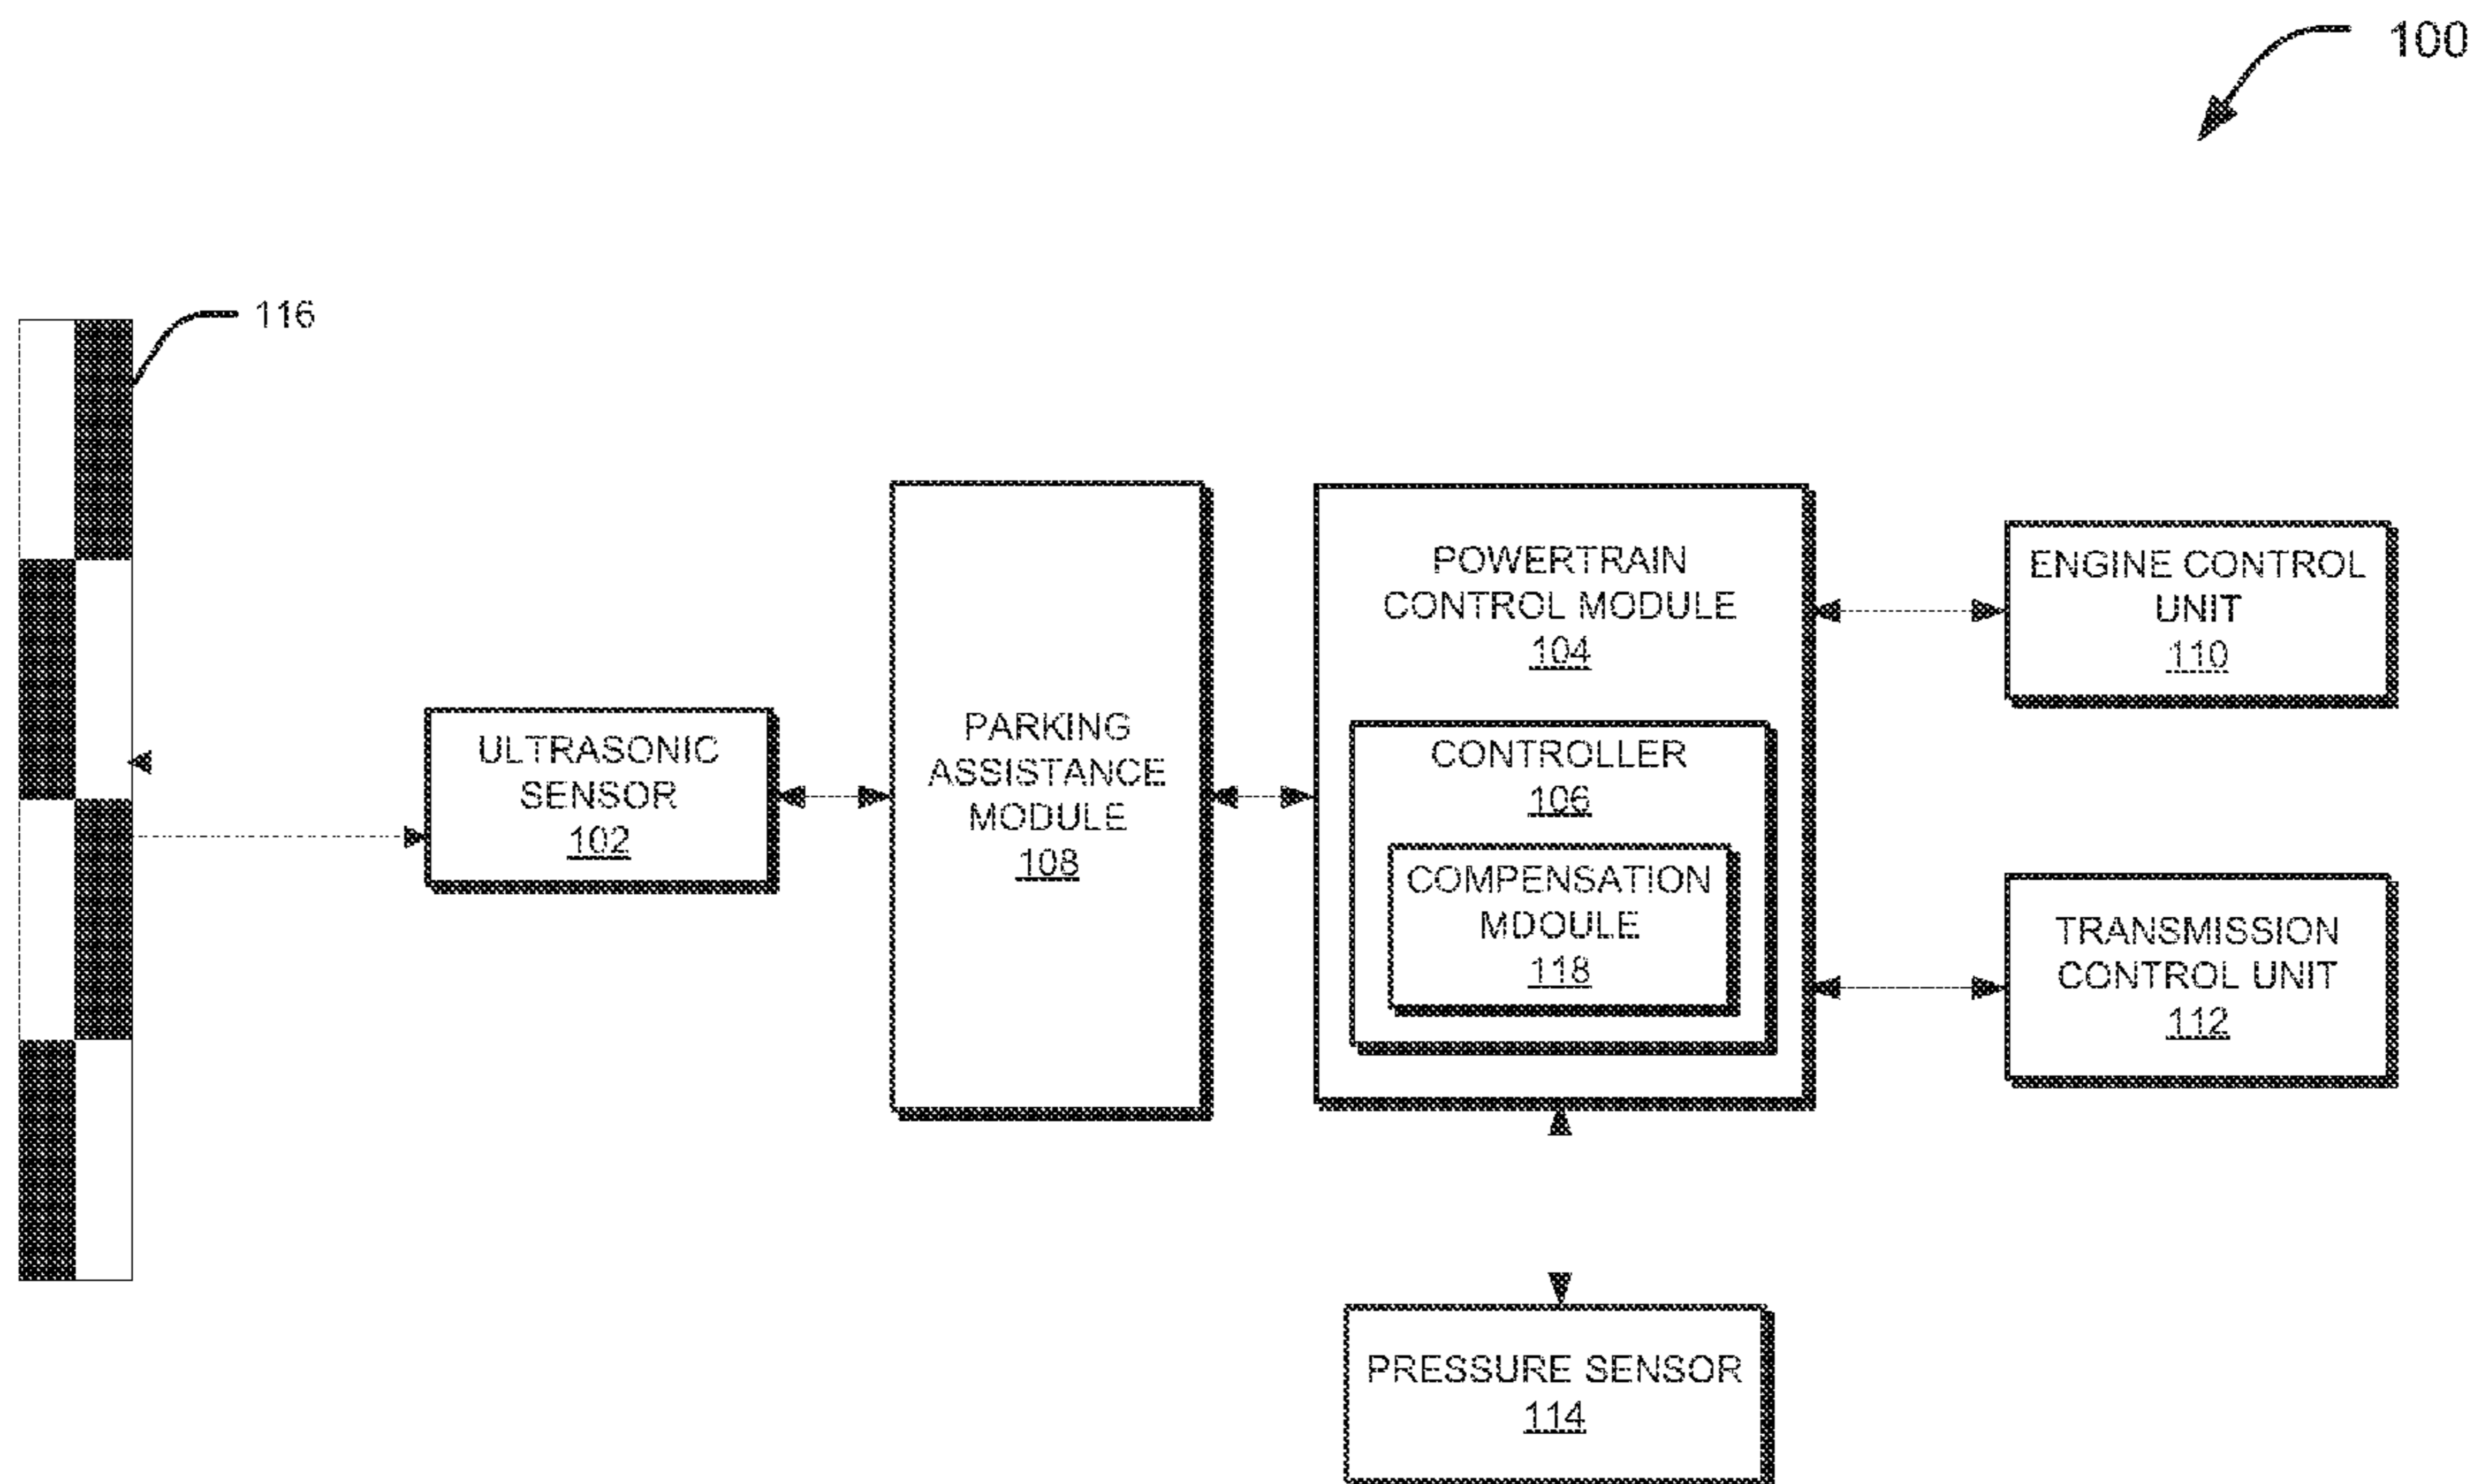 100
116
ULTRASONIC
SENSOR
102
PARKING
ASSISTANCE
MODULE
108
POWERTRAIN
CONTROL MODULE
104
CONTROLLER
106
COMPENSATION
MDOULE
118
ENGINE CONTROL
UNIT
110
TRANSMISSION
CONTROL UNIT
112
PRESSURE SENSOR
114